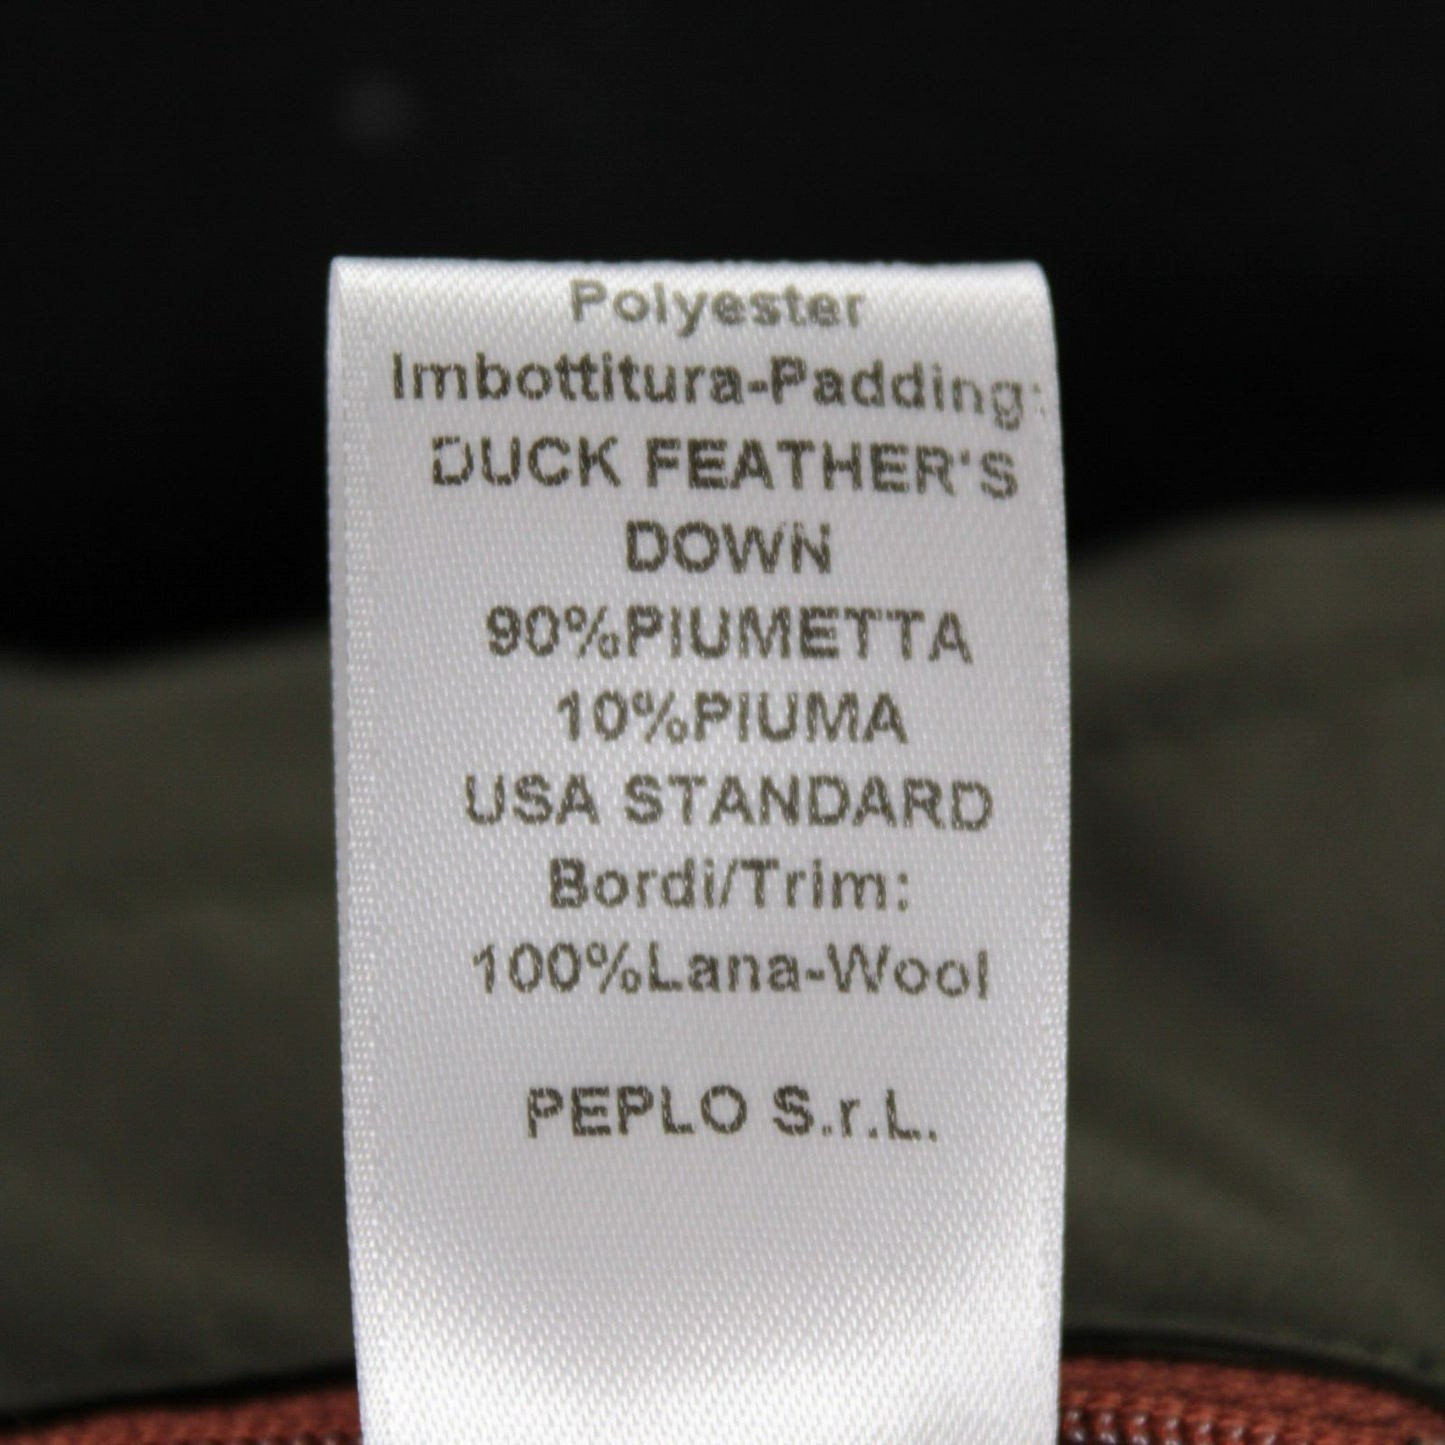 Polyester
Imbottitura-Padding:
DUCK FEATHER'S
DOWN
90%PIUMETTA
10%PIUMA
USA STANDARD
Bordi/Trim:
100%Lana-Wool
PEPLO S.r.L.